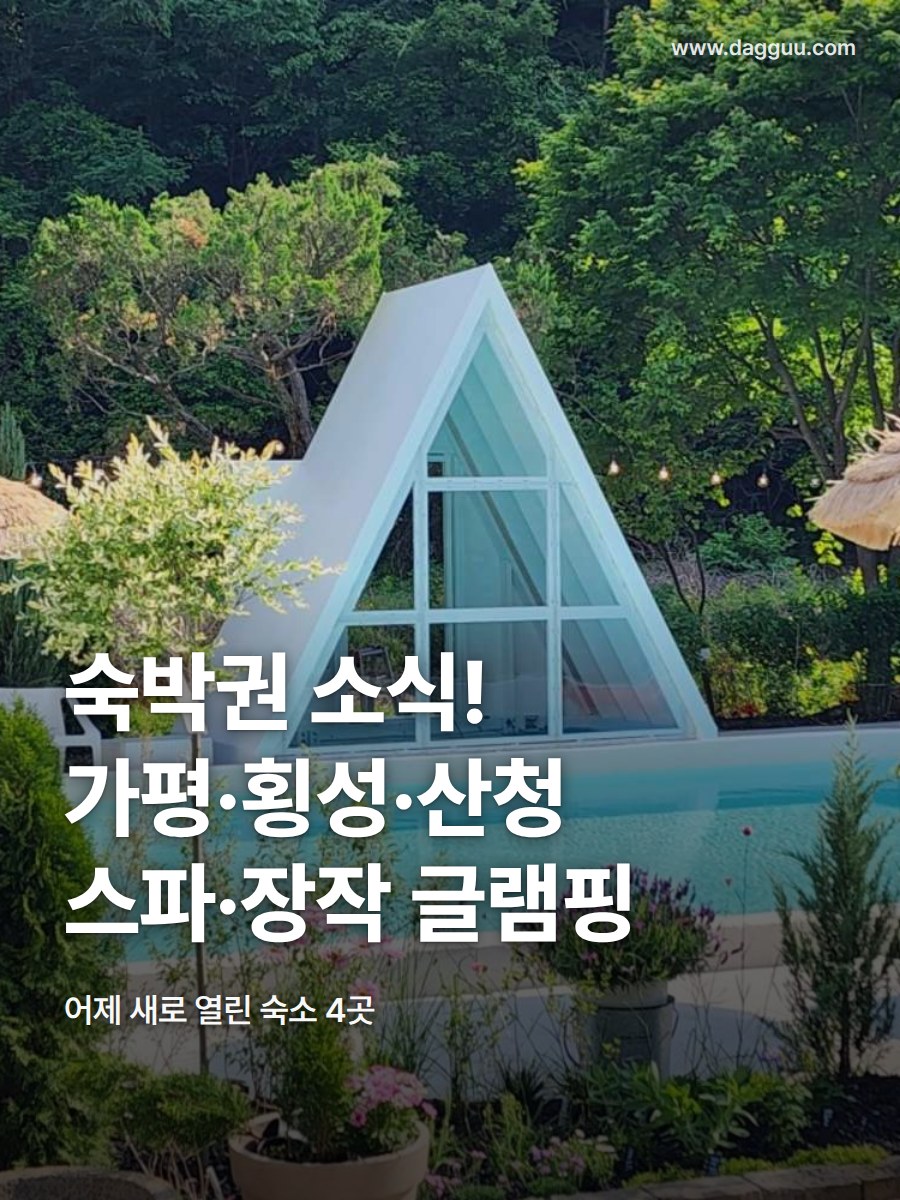 www.dagguu.com
숙박권 소식!
가평·횡성·산청
스파·장작 글램핑
어제 새로 열린 숙소 4곳